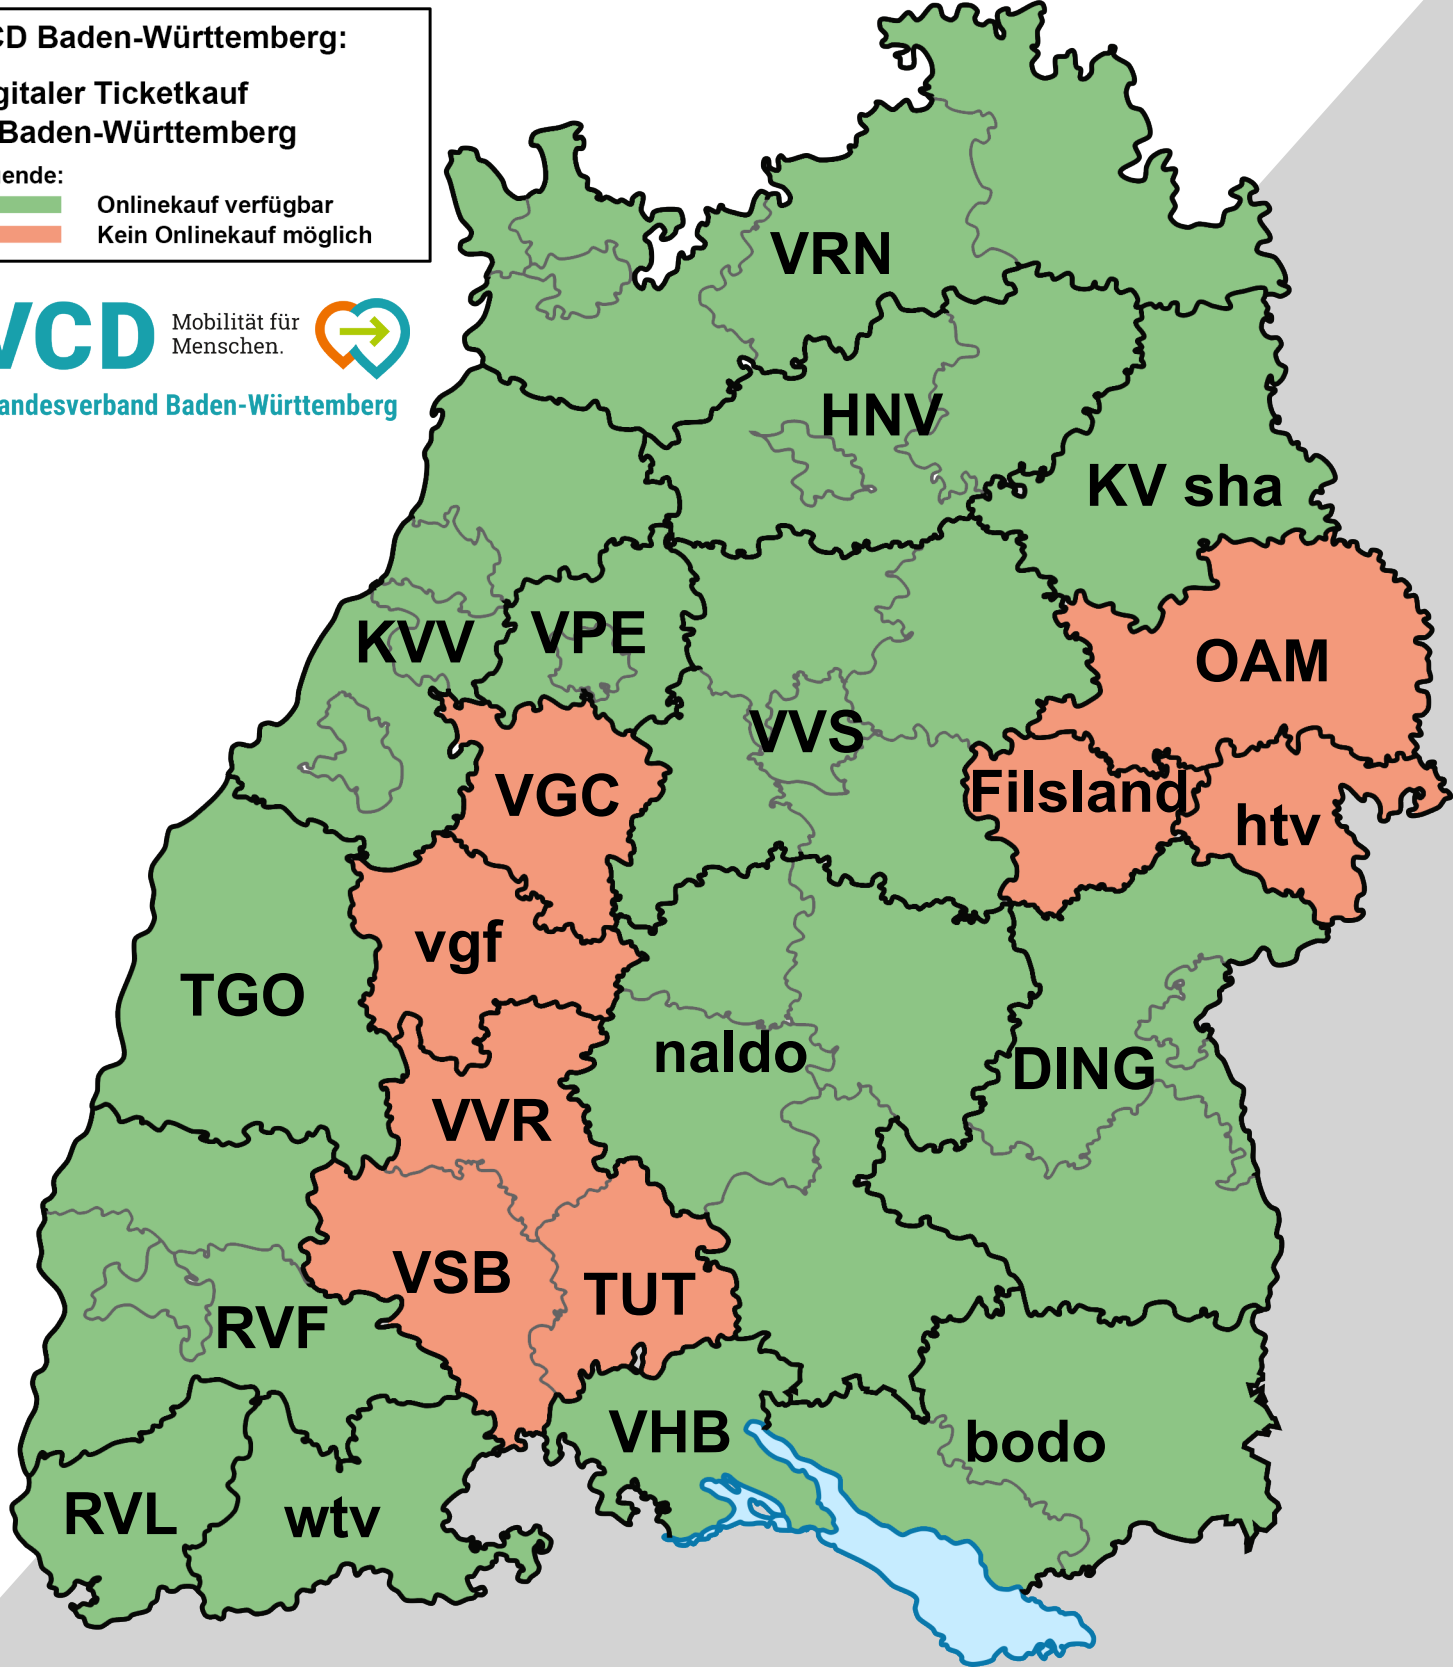 CD Baden-Württemberg:
gitaler Ticketkauf
Baden-Württemberg
ende:
Onlinekauf verfügbar
Kein Onlinekauf möglich
VCD
Mobilität für
Menschen.
andesverband Baden-Württemberg
VRN
HNV
KV sha
KVV
VPE
OAM
VVS
VGC
Filsland
htv
vgf
TGO
naldo
DING
VVR
VSB
TUT
RVF
VHB
bodo
RVL
wtv